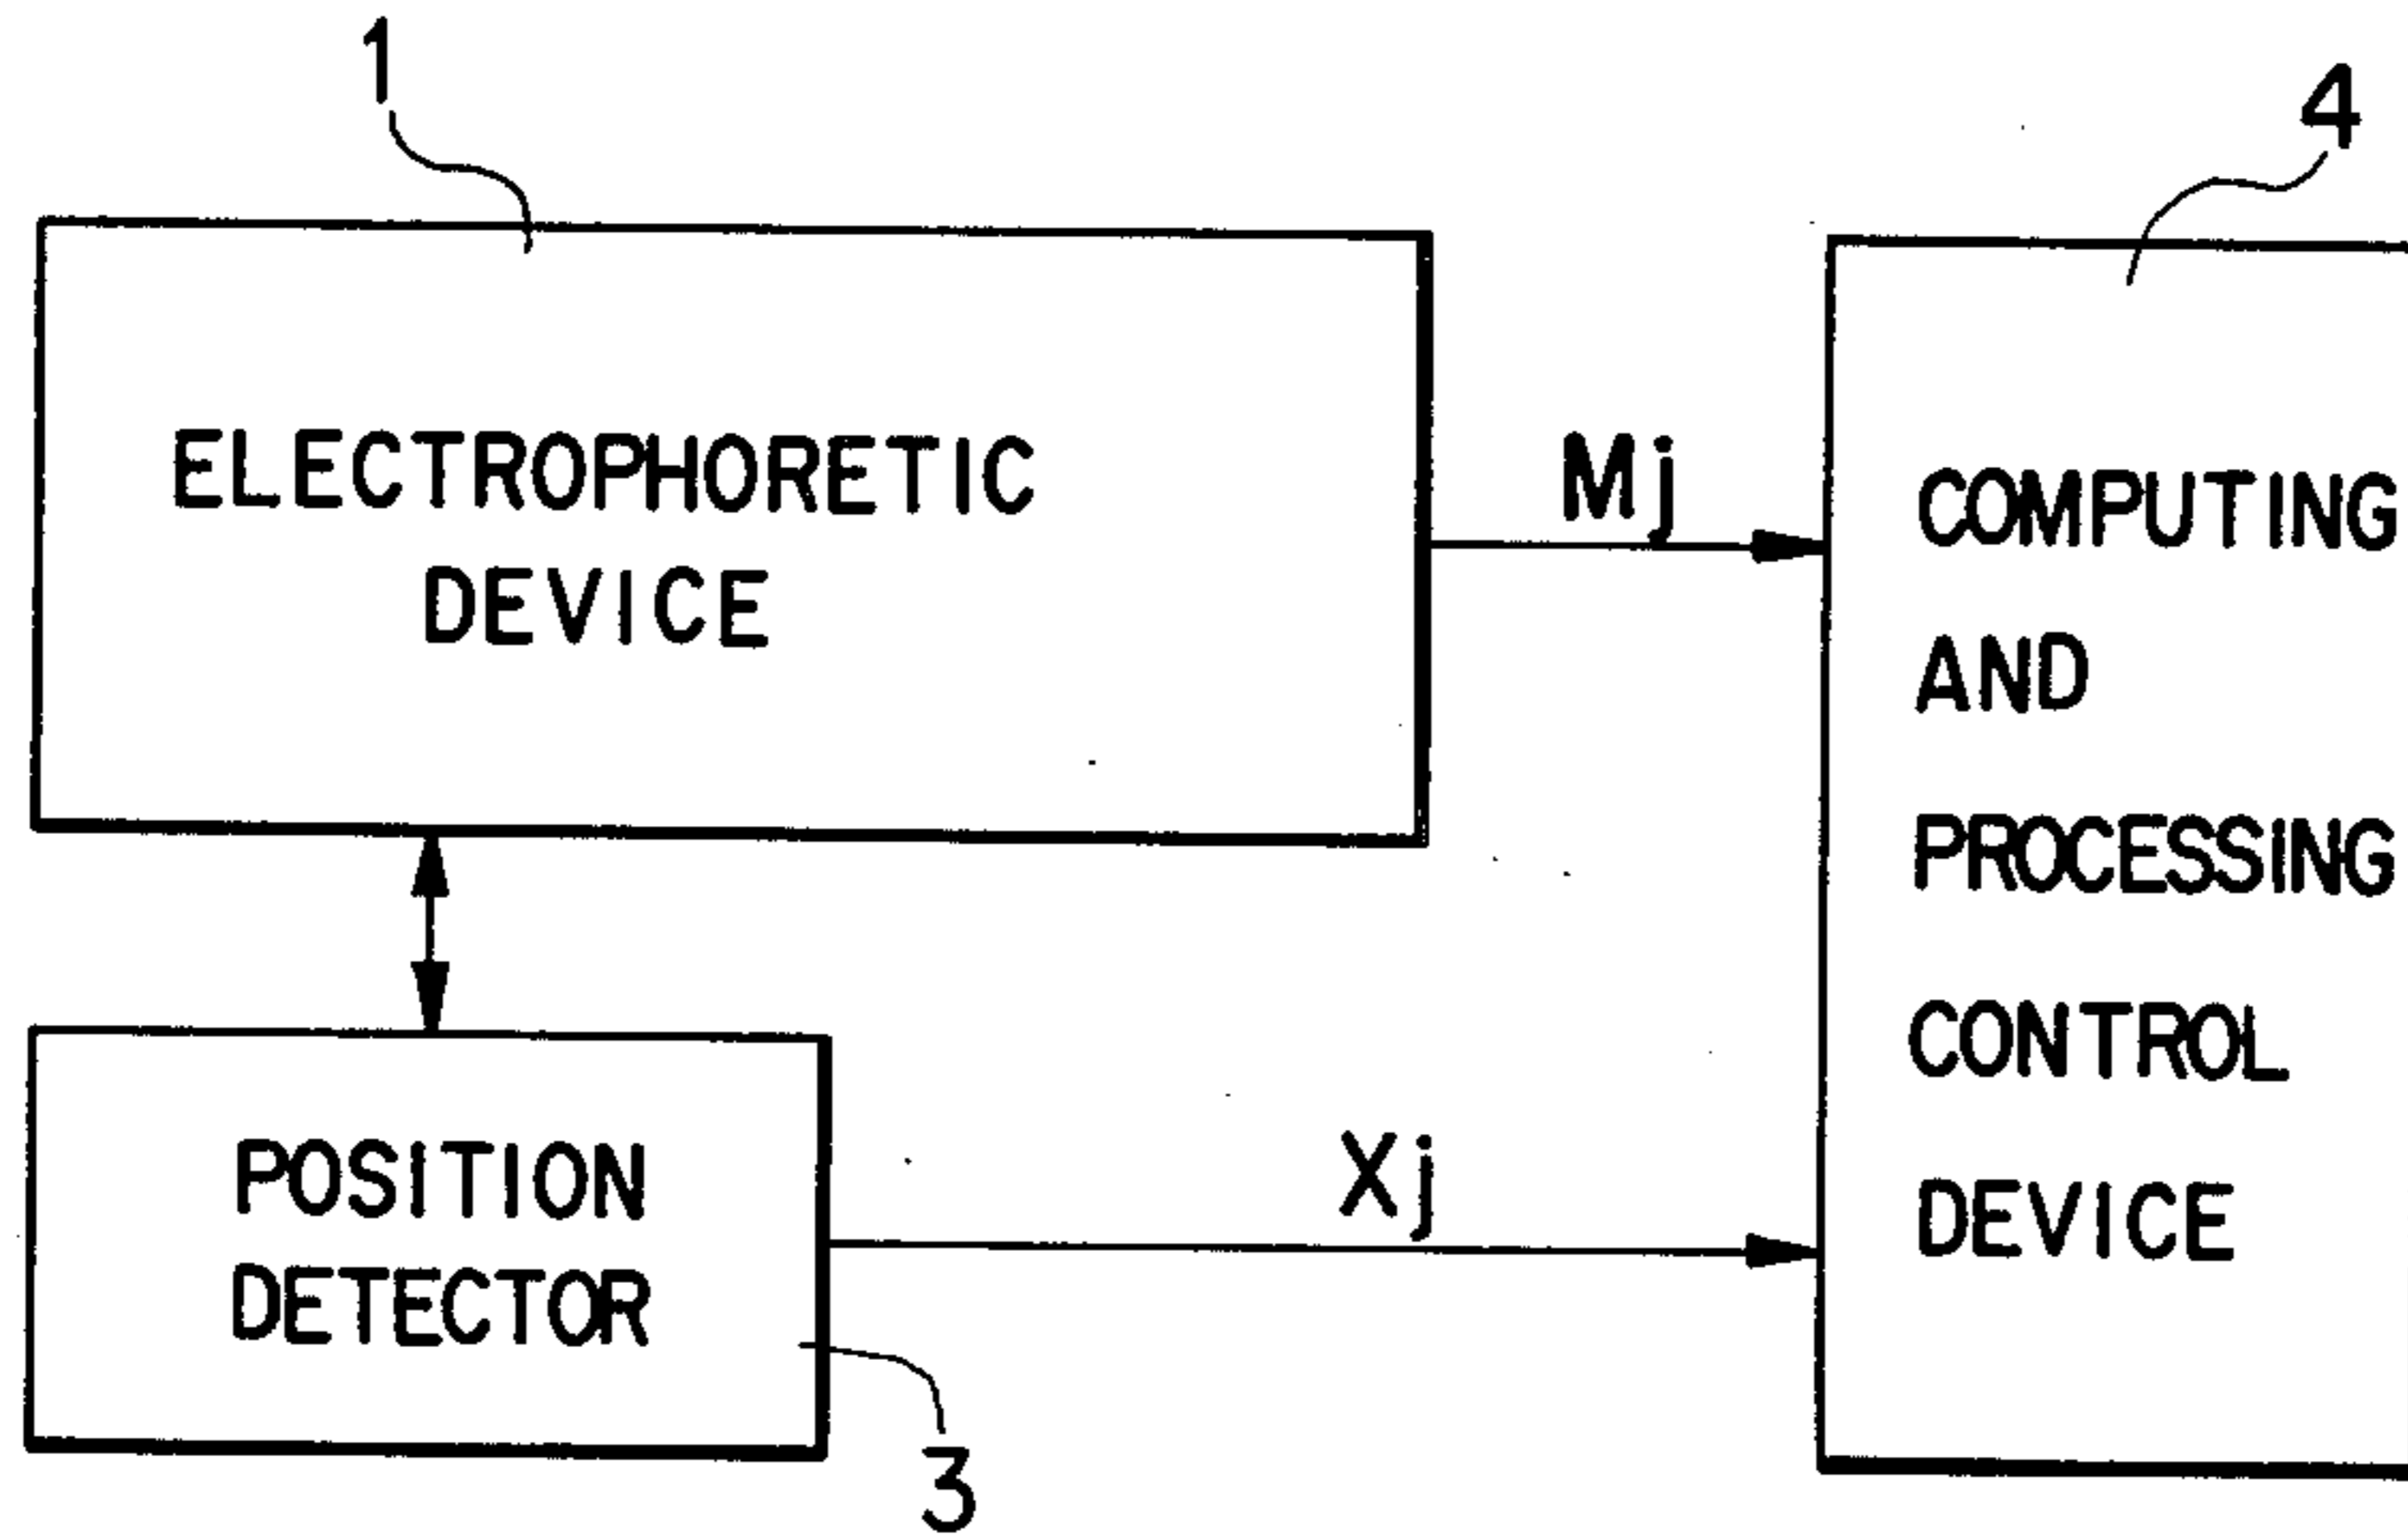 1
4
ELECTROPHORETIC
DEVICE
Mj
COMPUTING
AND
PROCESSING
CONTROL
DEVICE
POSITION
DETECTOR
Xj
3